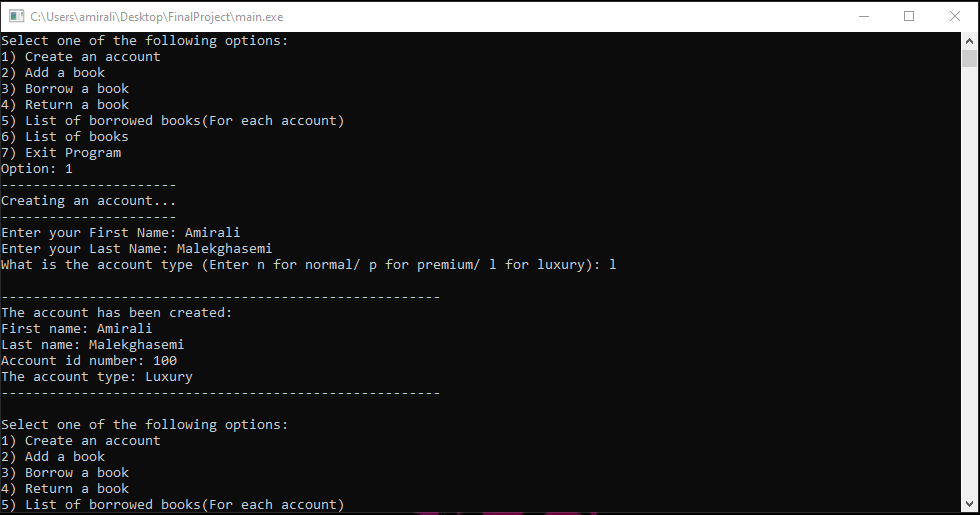 C:\Users\amirali\Desktop\FinalProject\main.exe
Select one of the following options:
1) Create an account
2) Add a book
3) Borrow a book
4) Return a book
5) List of borrowed books(For each account)
6) List of books
7) Exit Program
Option: 1
----------------------
Creating an account...
----------------------
Enter your First Name: Amirali
Enter your Last Name: Malekghasemi
What is the account type (Enter n for normal/ p for premium/ l for luxury): l

-------------------------------------------------------
The account has been created:
First name: Amirali
Last name: Malekghasemi
Account id number: 100
The account type: Luxury
-------------------------------------------------------

Select one of the following options:
1) Create an account
2) Add a book
3) Borrow a book
4) Return a book
5) List of borrowed books(For each account)